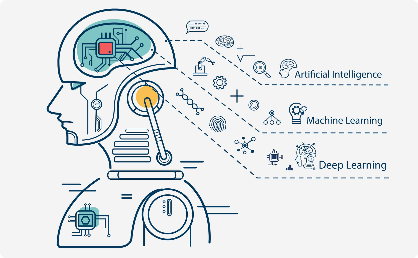 Artificial Intelligence
Machine Learning
Deep Learning